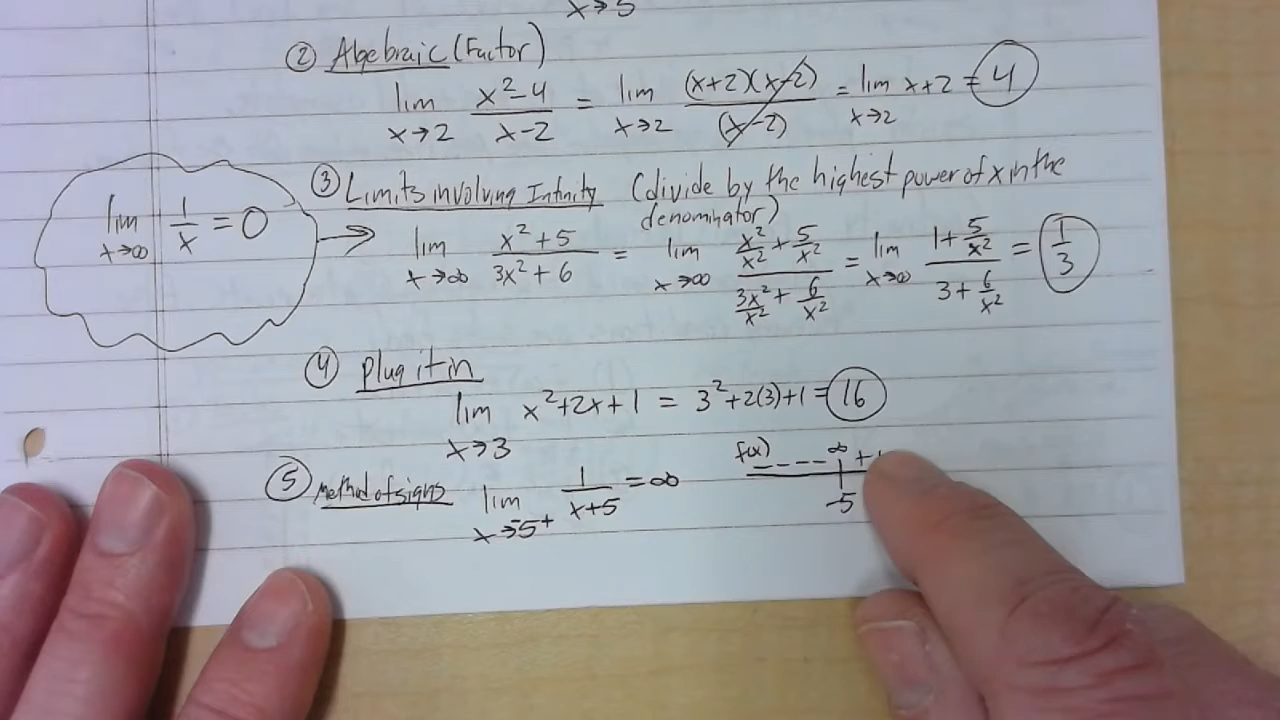 x→5
② Algebraic (Factor)
lim x→2 (x²-4)/(x-2) = lim x→2 (x+2)(x-2)/(x-2) = lim x→2 x+2 = 4
③ Limits involving Infinity (divide by the highest power of x in the
denominator)
lim x→∞ 1/x = 0 → lim x→∞ (x²+5)/(3x²+6) = lim x→∞ (x²/x² + 5/x²)/(3x²/x² + 6/x²) = lim x→∞ (1+5/x²)/(3+6/x²) = 1/3
④ Plug it in
lim x→3 x²+2x+1 = 3²+2(3)+1 = 16
⑤ Method of signs lim x→-5⁺ 1/(x+5) = ∞ f(x) - - - - ∞ + -5